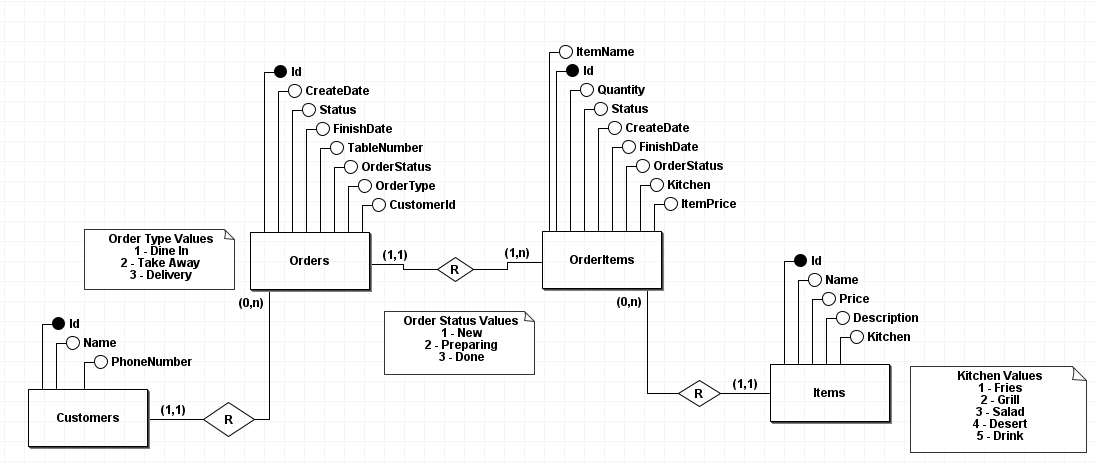 ItemName
Id
Id
CreateDate
Quantity
Status
Status
FinishDate
CreateDate
TableNumber
FinishDate
OrderStatus
OrderStatus
OrderType
Kitchen
CustomerId
ItemPrice
Order Type Values
1 - Dine In
2 - Take Away
3 - Delivery
Orders
(1,1)
R
(1,n)
OrderItems
(0,n)
(0,n)
Id
Name
Price
Description
Kitchen
Order Status Values
1 - New
2 - Preparing
3 - Done
Id
Name
PhoneNumber
Customers
(1,1)
R
R
(1,1)
Items
Kitchen Values
1 - Fries
2 - Grill
3 - Salad
4 - Desert
5 - Drink